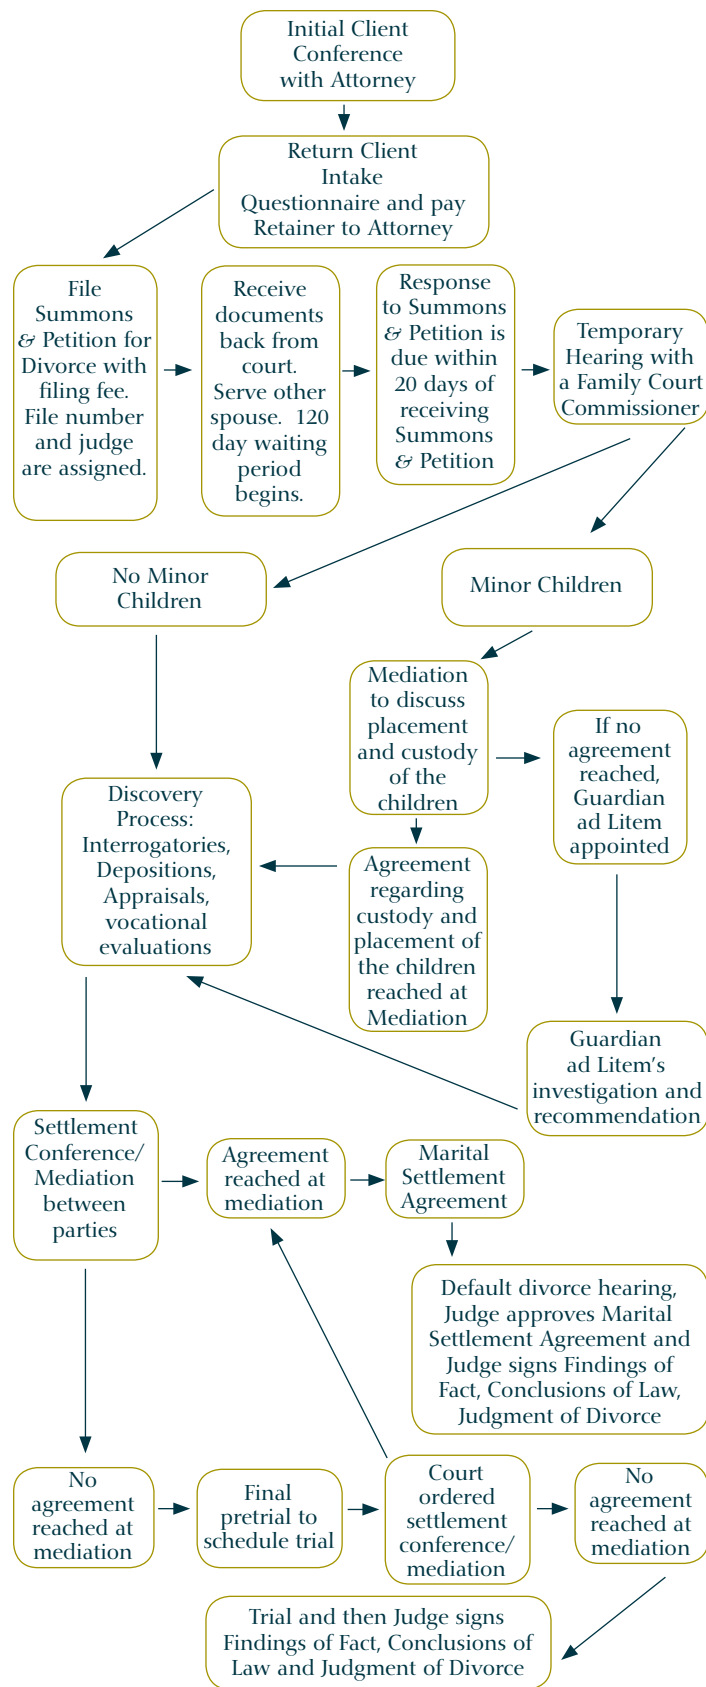 Initial Client
Conference
with Attorney
Return Client
Intake
Questionnaire and pay
Retainer to Attorney
File
Summons
& Petition for
Divorce with
filing fee.
File number
and judge
are assigned.
Receive
documents
back from
court.
Serve other
spouse. 120
day waiting
period
begins.
Response
to Summons
& Petition is
due within
20 days of
receiving
Summons
& Petition
Temporary
Hearing with
a Family Court
Commissioner
No Minor
Children
Minor Children
Mediation
to discuss
placement
and custody
of the
children
If no
agreement
reached,
Guardian
ad Litem
appointed
Discovery
Process:
Interrogatories,
Depositions,
Appraisals,
vocational
evaluations
Agreement
regarding
custody and
placement of
the children
reached at
Mediation
Guardian
ad Litem's
investigation and
recommendation
Settlement
Conference/
Mediation
between
parties
Agreement
reached at
mediation
Marital
Settlement
Agreement
Default divorce hearing,
Judge approves Marital
Settlement Agreement and
Judge signs Findings of
Fact, Conclusions of Law,
Judgment of Divorce
No
agreement
reached at
mediation
Final
pretrial to
schedule trial
Court
ordered
settlement
conference/
mediation
No
agreement
reached at
mediation
Trial and then Judge signs
Findings of Fact, Conclusions of
Law and Judgment of Divorce